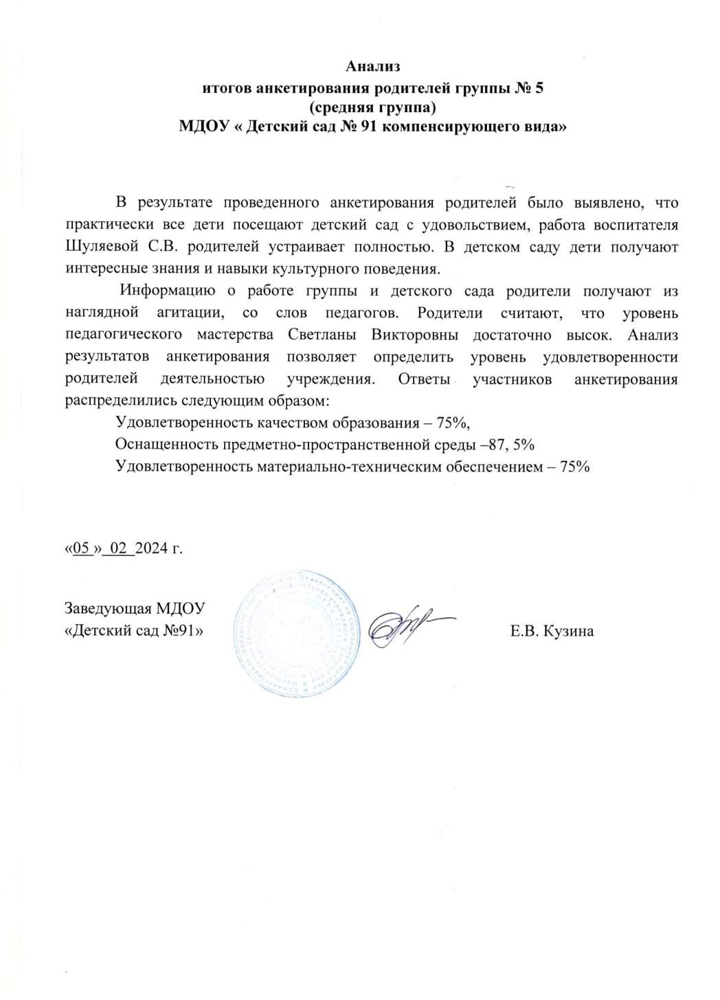 Анализ
итогов анкетирования родителей группы № 5
(средняя группа)
МДОУ « Детский сад № 91 компенсирующего вида»
В результате проведенного анкетирования родителей было выявлено, что
практически все дети посещают детский сад с удовольствием, работа воспитателя
Шуляевой С.В. родителей устраивает полностью. В детском саду дети получают
интересные знания и навыки культурного поведения.
Информацию о работе группы и детского сада родители получают из
наглядной агитации, со слов педагогов. Родители считают, что уровень
педагогического мастерства Светланы Викторовны достаточно высок. Анализ
результатов анкетирования позволяет определить уровень удовлетворенности
родителей деятельностью учреждения. Ответы участников анкетирования
распределились следующим образом:
Удовлетворенность качеством образования – 75%,
Оснащенность предметно-пространственной среды –87, 5%
Удовлетворенность материально-техническим обеспечением – 75%
«05 » 02 2024 г.
Заведующая МДОУ
«Детский сад №91» Е.В. Кузина